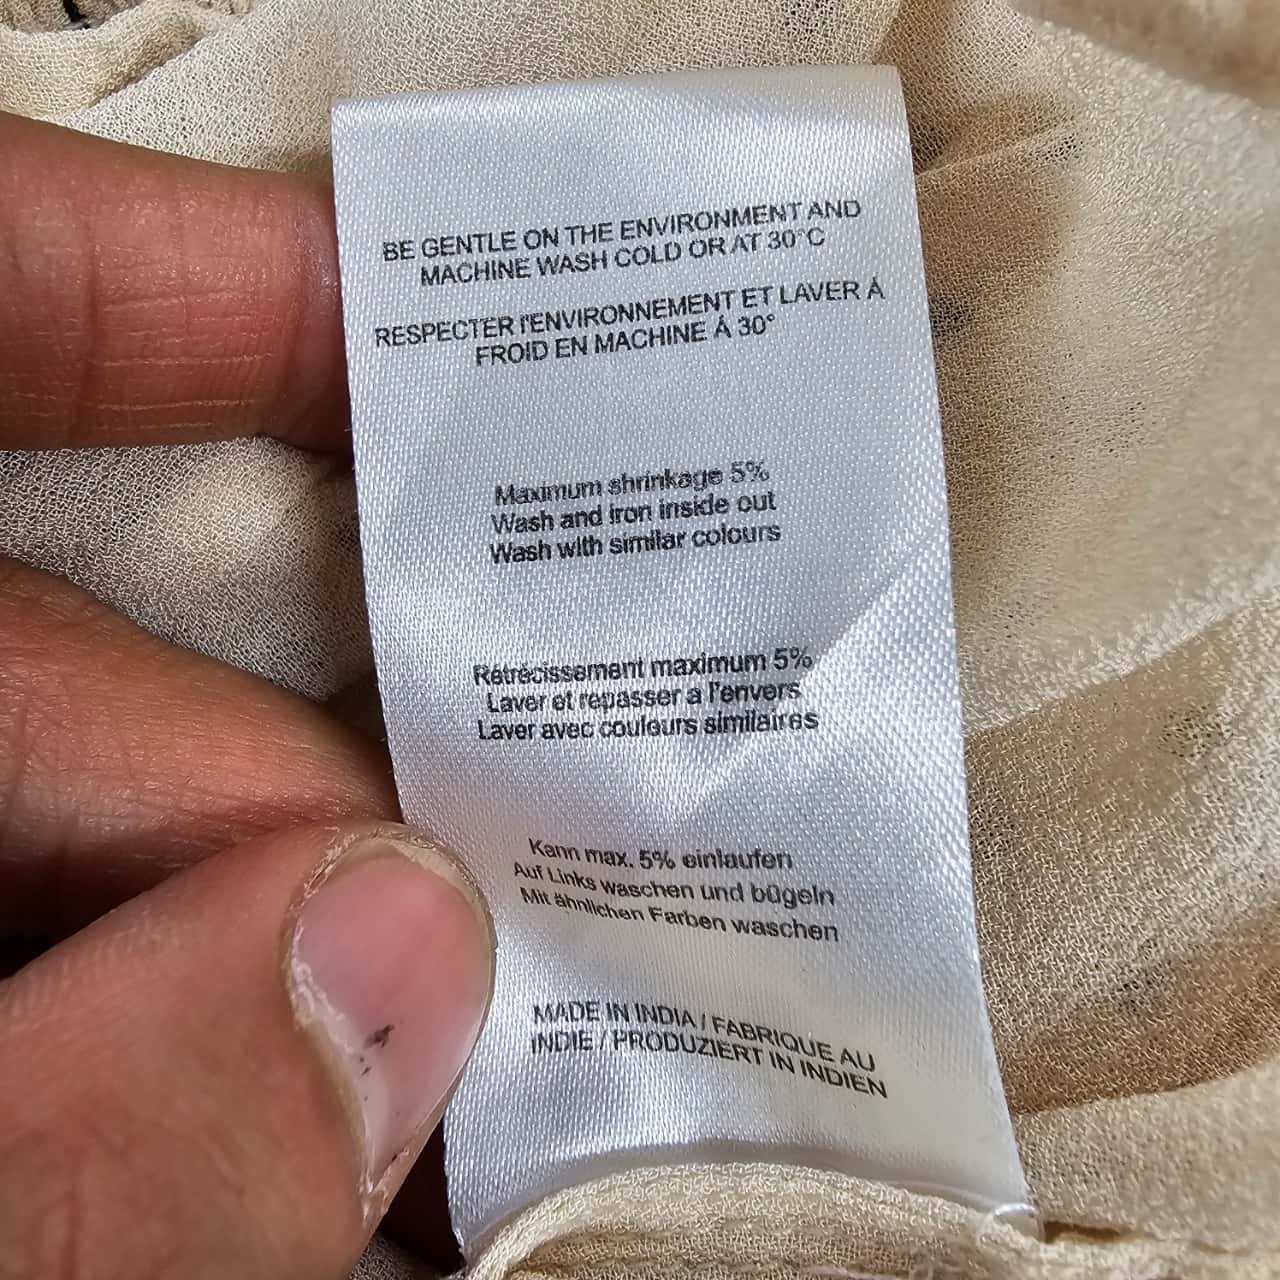 BE GENTLE ON THE ENVIRONMENT AND
MACHINE WASH COLD OR AT 30°C
RESPECTER l'ENVIRONNEMENT ET LAVER Á
FROID EN MACHINE Á 30°
Maximum shrinkage 5%
Wash and iron inside out
Wash with similar colours
Rétrécissement maximum 5%
Laver et repasser a l'envers
Laver avec couleurs similaires
Kann max. 5% einlaufen
Auf Links waschen und bügeln
Mit ähnlichen Farben waschen
MADE IN INDIA / FABRIQUE AU
INDIE / PRODUZIERT IN INDIEN